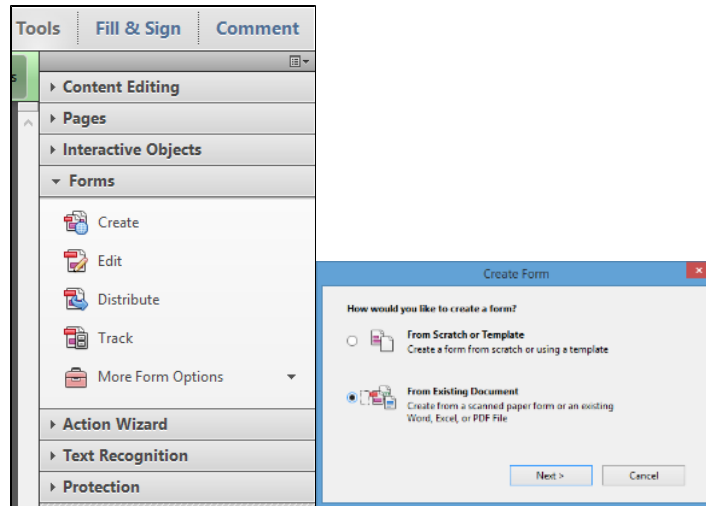 Tools
Fill & Sign
Comment
s
Content Editing
Pages
Interactive Objects
Forms
Create
Edit
Distribute
Track
More Form Options
Action Wizard
Text Recognition
Protection
Create Form
How would you like to create a form?
From Scratch or Template
Create a form from scratch or using a template
From Existing Document
Create from a scanned paper form or an existing
Word, Excel, or PDF File
Next >
Cancel